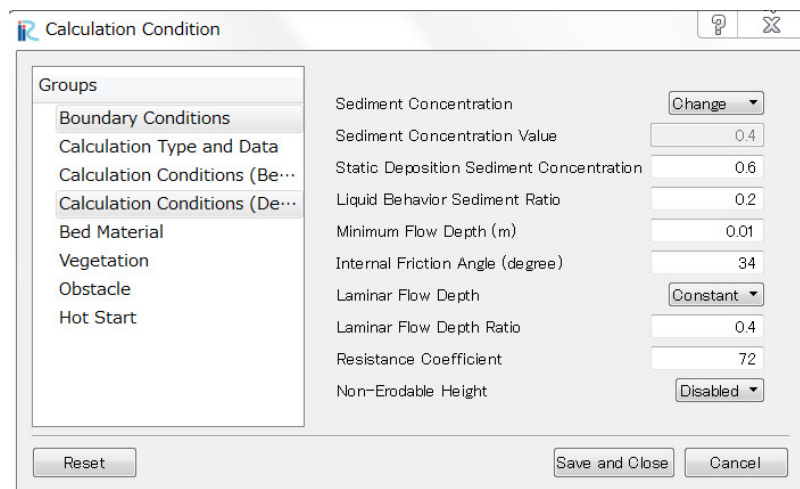 Calculation Condition
Groups
Boundary Conditions
Calculation Type and Data
Calculation Conditions (Be···
Calculation Conditions (De···
Bed Material
Vegetation
Obstacle
Hot Start
Sediment Concentration Change
Sediment Concentration Value 0.4
Static Deposition Sediment Concentration 0.6
Liquid Behavior Sediment Ratio 0.2
Minimum Flow Depth (m) 0.01
Internal Friction Angle (degree) 34
Laminar Flow Depth Constant
Laminar Flow Depth Ratio 0.4
Resistance Coefficient 72
Non-Erodable Height Disabled
Reset Save and Close Cancel